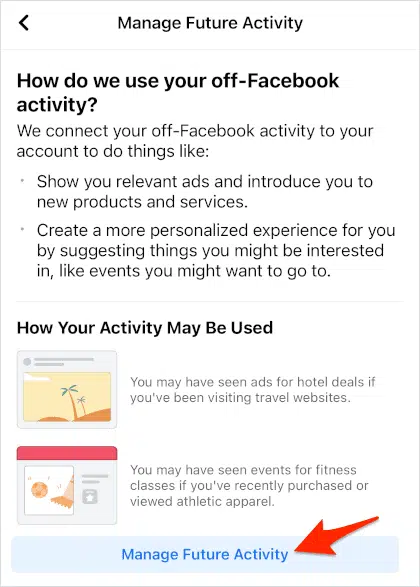 Manage Future Activity
How do we use your off-Facebook
activity?
We connect your off-Facebook activity to your
account to do things like:
· Show you relevant ads and introduce you to
new products and services.
· Create a more personalized experience for you
by suggesting things you might be interested
in, like events you might want to go to.
How Your Activity May Be Used
You may have seen ads for hotel deals if
you've been visiting travel websites.
You may have seen events for fitness
classes if you've recently purchased or
viewed athletic apparel.
Manage Future Activity